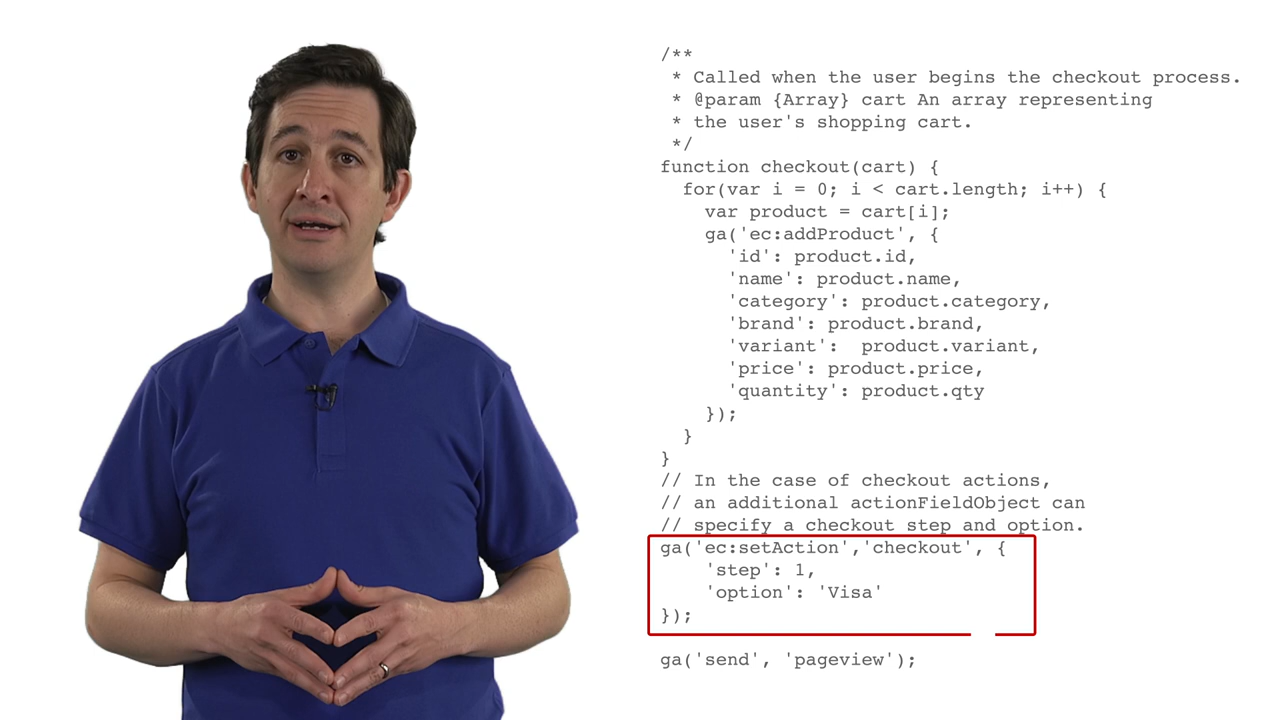 /**
 * Called when the user begins the checkout process.
 * @param {Array} cart An array representing
 * the user's shopping cart.
 */
function checkout(cart) {
  for(var i = 0; i < cart.length; i++) {
    var product = cart[i];
    ga('ec:addProduct', {
      'id': product.id,
      'name': product.name,
      'category': product.category,
      'brand': product.brand,
      'variant':  product.variant,
      'price': product.price,
      'quantity': product.qty
    });
  }
}
// In the case of checkout actions,
// an additional actionFieldObject can
// specify a checkout step and option.
ga('ec:setAction','checkout', {
    'step': 1,
    'option': 'Visa'
});
ga('send', 'pageview');